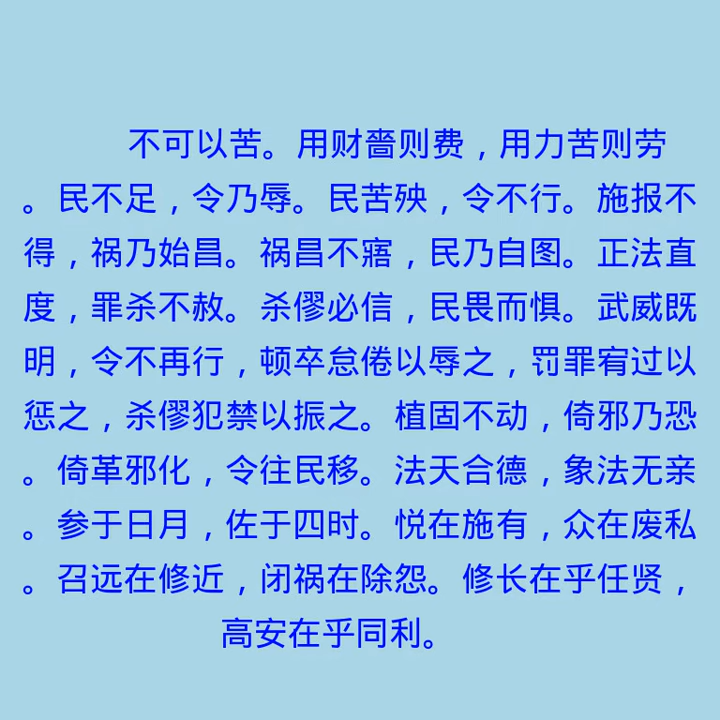 不可以苦。用财啬则费，用力苦则劳
。民不足，令乃辱。民苦殃，令不行。施报不
得，祸乃始昌。祸昌不寤，民乃自图。正法直
度，罪杀不赦。杀僇必信，民畏而惧。武威既
明，令不再行，顿卒怠倦以辱之，罚罪宥过以
惩之，杀僇犯禁以振之。植固不动，倚邪乃恐
。倚革邪化，令往民移。法天合德，象法无亲
。参于日月，佐于四时。悦在施有，众在废私
。召远在修近，闭祸在除怨。修长在乎任贤，
高安在乎同利。